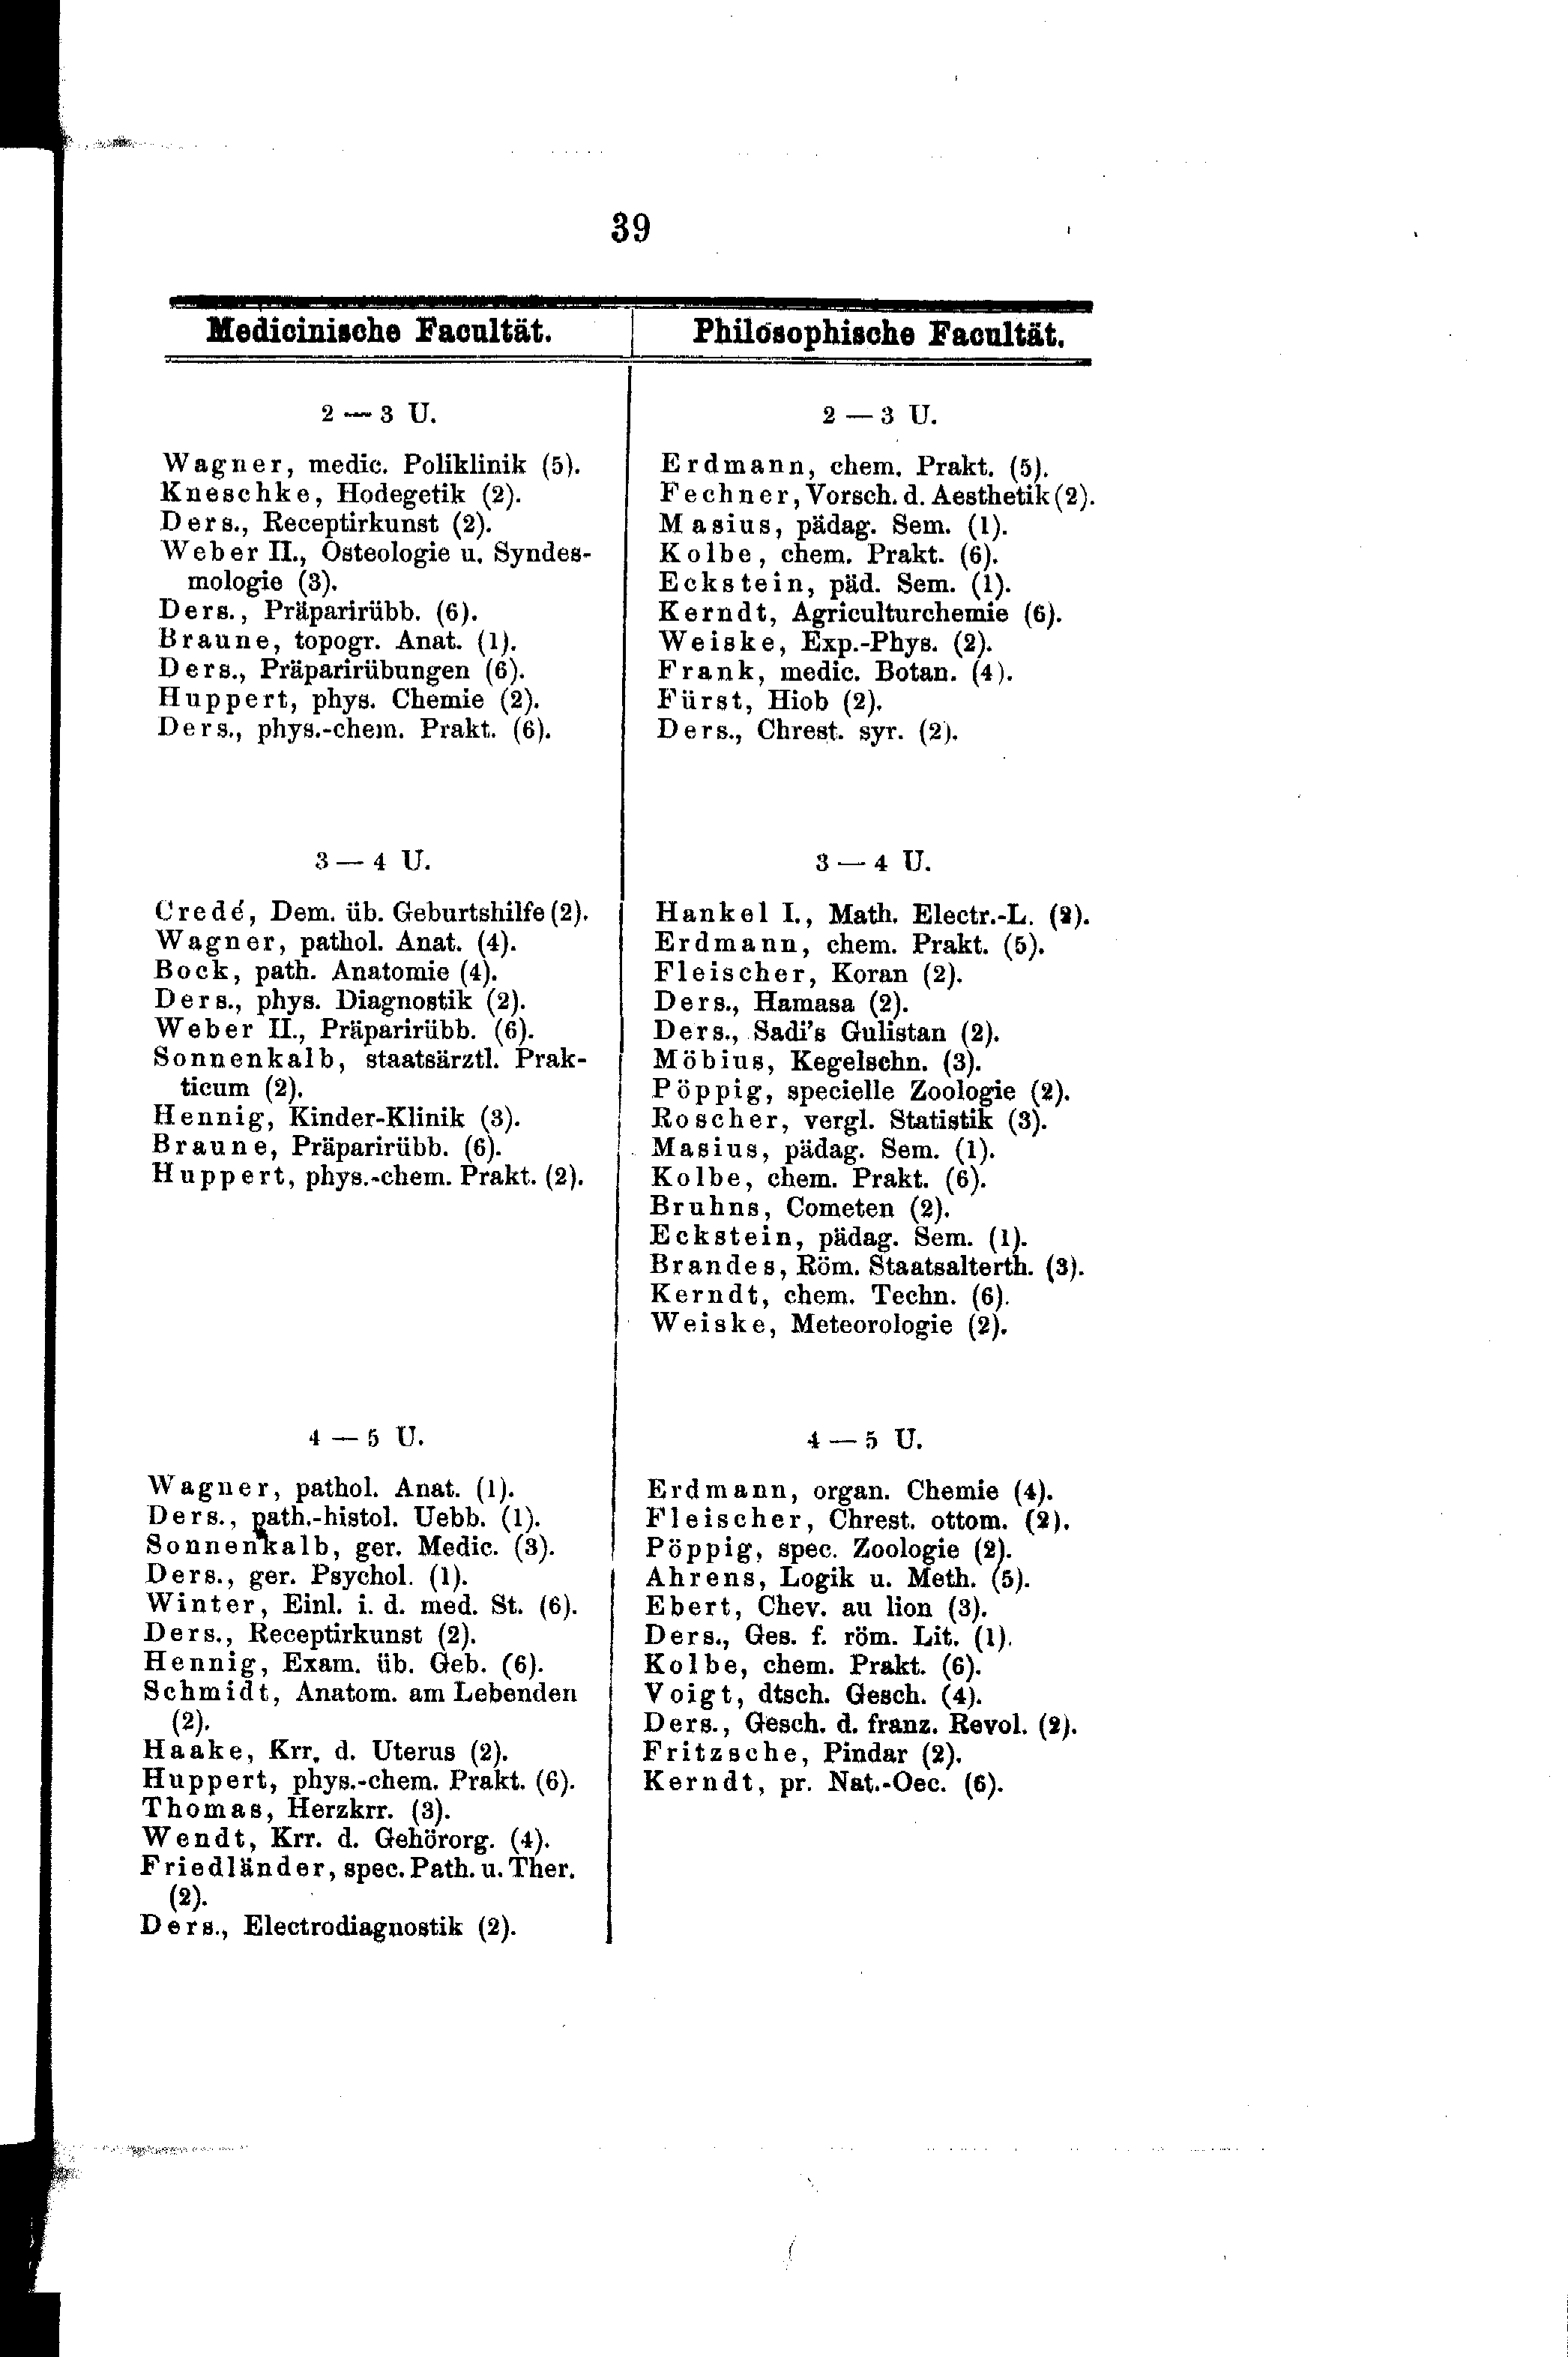 39
Medicinische Facultät.
2 — 3 U.
Wagner, medic. Poliklinik (5).
Kneschke, Hodegetik (2).
Ders., Receptirkunst (2).
Weber II., Osteologie u. Syndes-
mologie (3).
Ders., Präparirübb. (6).
Braune, topogr. Anat. (1).
Ders., Präparirübungen (6).
Huppert, phys. Chemie (2).
Ders., phys.-chem. Prakt. (6).
3 — 4 U.
Credé, Dem. üb. Geburtshilfe (2).
Wagner, pathol. Anat. (4).
Bock, path. Anatomie (4).
Ders., phys. Diagnostik (2).
Weber II., Präparirübb. (6).
Sonnenkalb, staatsärztl. Prak-
ticum (2).
Hennig, Kinder-Klinik (3).
Braune, Präparirübb. (6).
Huppert, phys.-chem. Prakt. (2).
4 — 5 U.
Wagner, pathol. Anat. (1).
Ders., path.-histol. Uebb. (1).
Sonnenkalb, ger. Medic. (3).
Ders., ger. Psychol. (1).
Winter, Einl. i. d. med. St. (6).
Ders., Receptirkunst (2).
Hennig, Exam. üb. Geb. (6).
Schmidt, Anatom. am Lebenden
(2).
Haake, Krr. d. Uterus (2).
Huppert, phys.-chem. Prakt. (6).
Thomas, Herzkrr. (3).
Wendt, Krr. d. Gehörorg. (4).
Friedländer, spec. Path. u. Ther.
(2).
Ders., Electrodiagnostik (2).
Philosophische Facultät.
2 — 3 U.
Erdmann, chem. Prakt. (5).
Fechner, Vorsch. d. Aesthetik (2).
Masius, pädag. Sem. (1).
Kolbe, chem. Prakt. (6).
Eckstein, päd. Sem. (1).
Kerndt, Agriculturchemie (6).
Weiske, Exp.-Phys. (2).
Frank, medic. Botan. (4).
Fürst, Hiob (2).
Ders., Chrest. syr. (2).
3 — 4 U.
Hankel I., Math. Electr.-L. (2).
Erdmann, chem. Prakt. (5).
Fleischer, Koran (2).
Ders., Hamasa (2).
Ders., Sadi's Gulistan (2).
Möbius, Kegelschn. (3).
Pöppig, specielle Zoologie (2).
Roscher, vergl. Statistik (3).
Masius, pädag. Sem. (1).
Kolbe, chem. Prakt. (6).
Bruhns, Cometen (2).
Eckstein, pädag. Sem. (1).
Brandes, Röm. Staatsalterth. (3).
Kerndt, chem. Techn. (6).
Weiske, Meteorologie (2).
4 — 5 U.
Erdmann, organ. Chemie (4).
Fleischer, Chrest. ottom. (2).
Pöppig, spec. Zoologie (2).
Ahrens, Logik u. Meth. (5).
Ebert, Chev. au lion (3).
Ders., Ges. f. röm. Lit. (1).
Kolbe, chem. Prakt. (6).
Voigt, dtsch. Gesch. (4).
Ders., Gesch. d. franz. Revol. (2).
Fritzsche, Pindar (2).
Kerndt, pr. Nat.-Oec. (6).